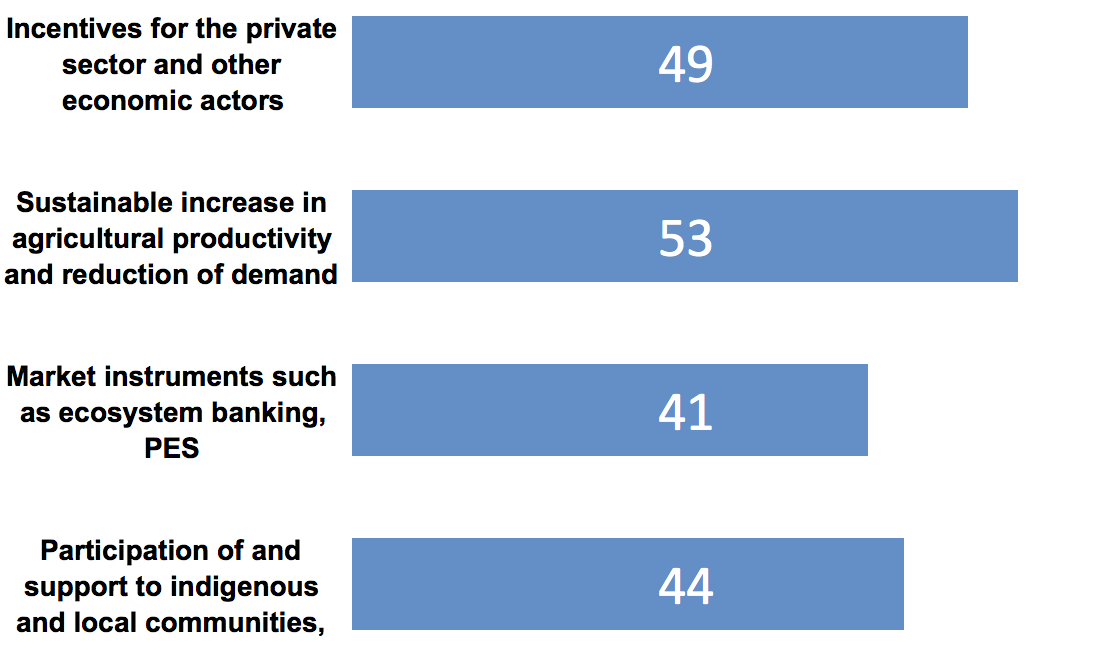 Incentives for the private
sector and other
economic actors
49
Sustainable increase in
agricultural productivity
and reduction of demand
53
Market instruments such
as ecosystem banking,
PES
41
Participation of and
support to indigenous
and local communities,
44